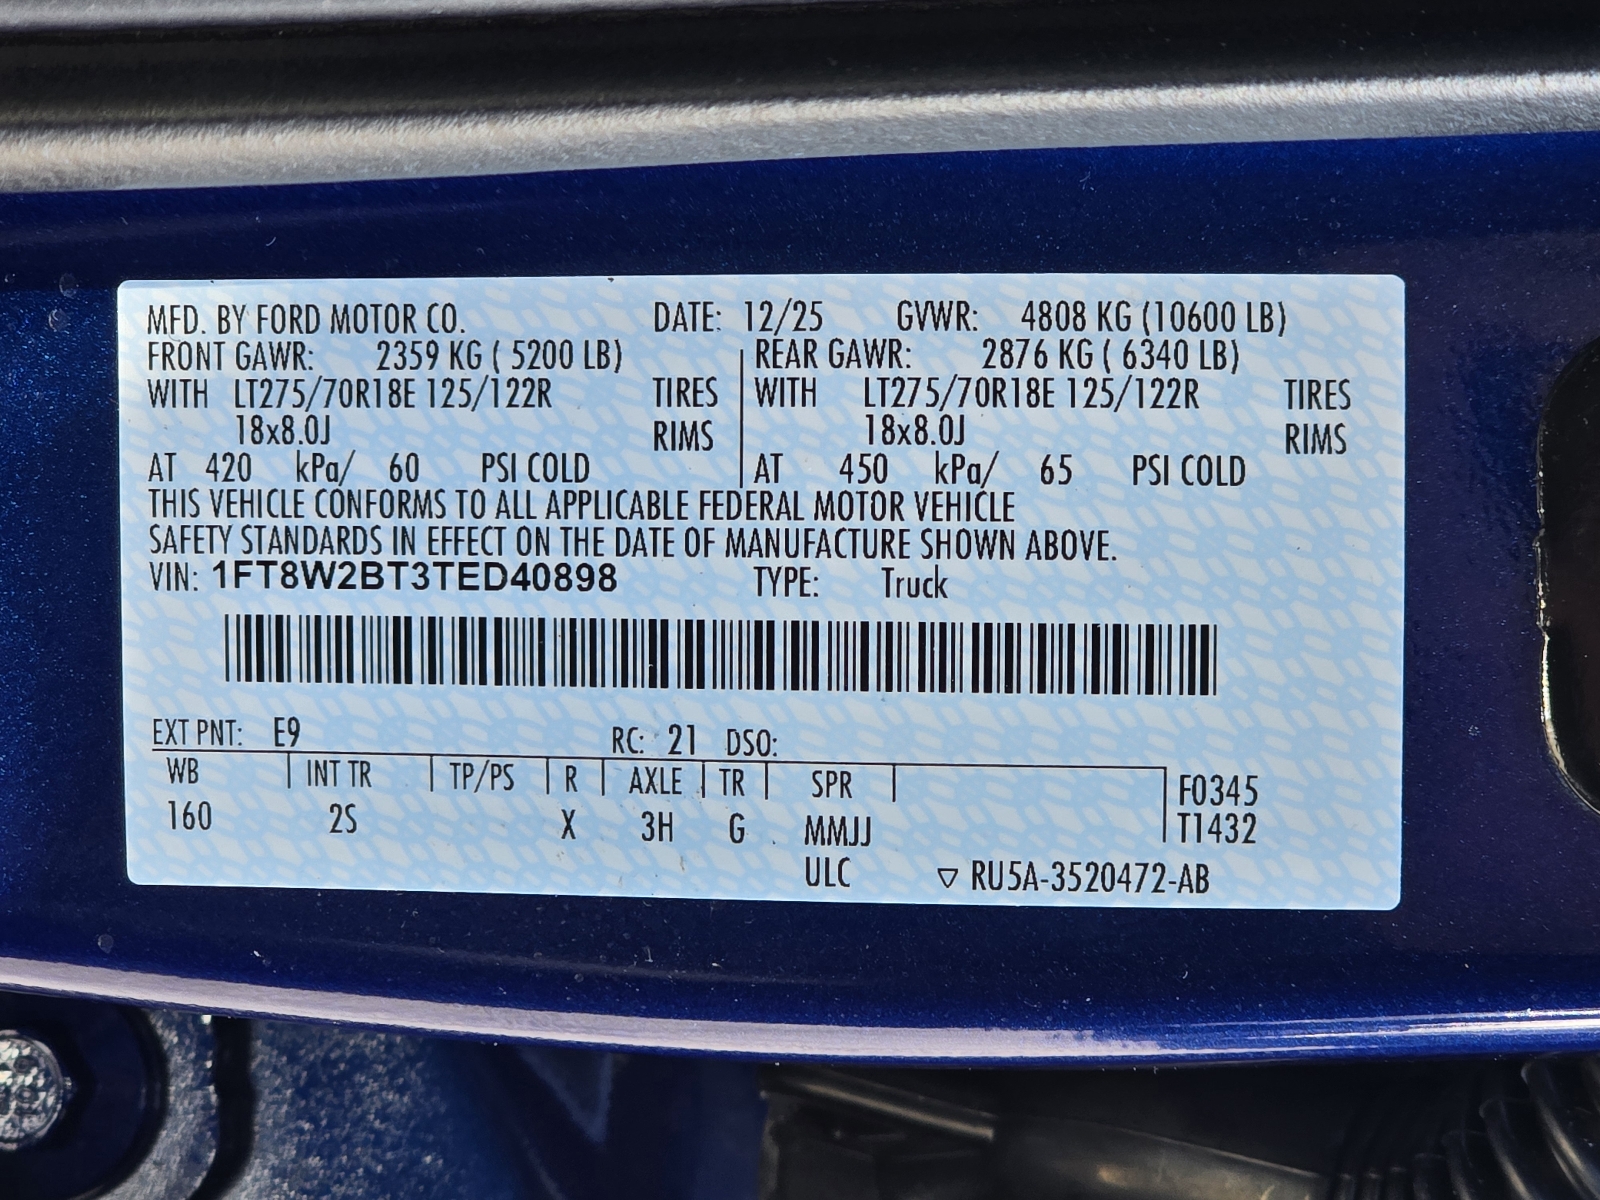 MFD. BY FORD MOTOR CO. DATE: 12/25 GVWR: 4808 KG (10600 LB)
FRONT GAWR: 2359 KG ( 5200 LB) REAR GAWR: 2876 KG ( 6340 LB)
WITH LT275/70R18E 125/122R TIRES WITH LT275/70R18E 125/122R TIRES
18x8.0J RIMS 18x8.0J RIMS
AT 420 kPa/ 60 PSI COLD AT 450 kPa/ 65 PSI COLD
THIS VEHICLE CONFORMS TO ALL APPLICABLE FEDERAL MOTOR VEHICLE
SAFETY STANDARDS IN EFFECT ON THE DATE OF MANUFACTURE SHOWN ABOVE.
VIN: 1FT8W2BT3TED40898 TYPE: Truck
EXT PNT: E9 RC: 21 DSO:
WB INT TR TP/PS R AXLE TR SPR F0345
160 2S X 3H G MMJJ T1432
ULC ▽ RU5A-3520472-AB